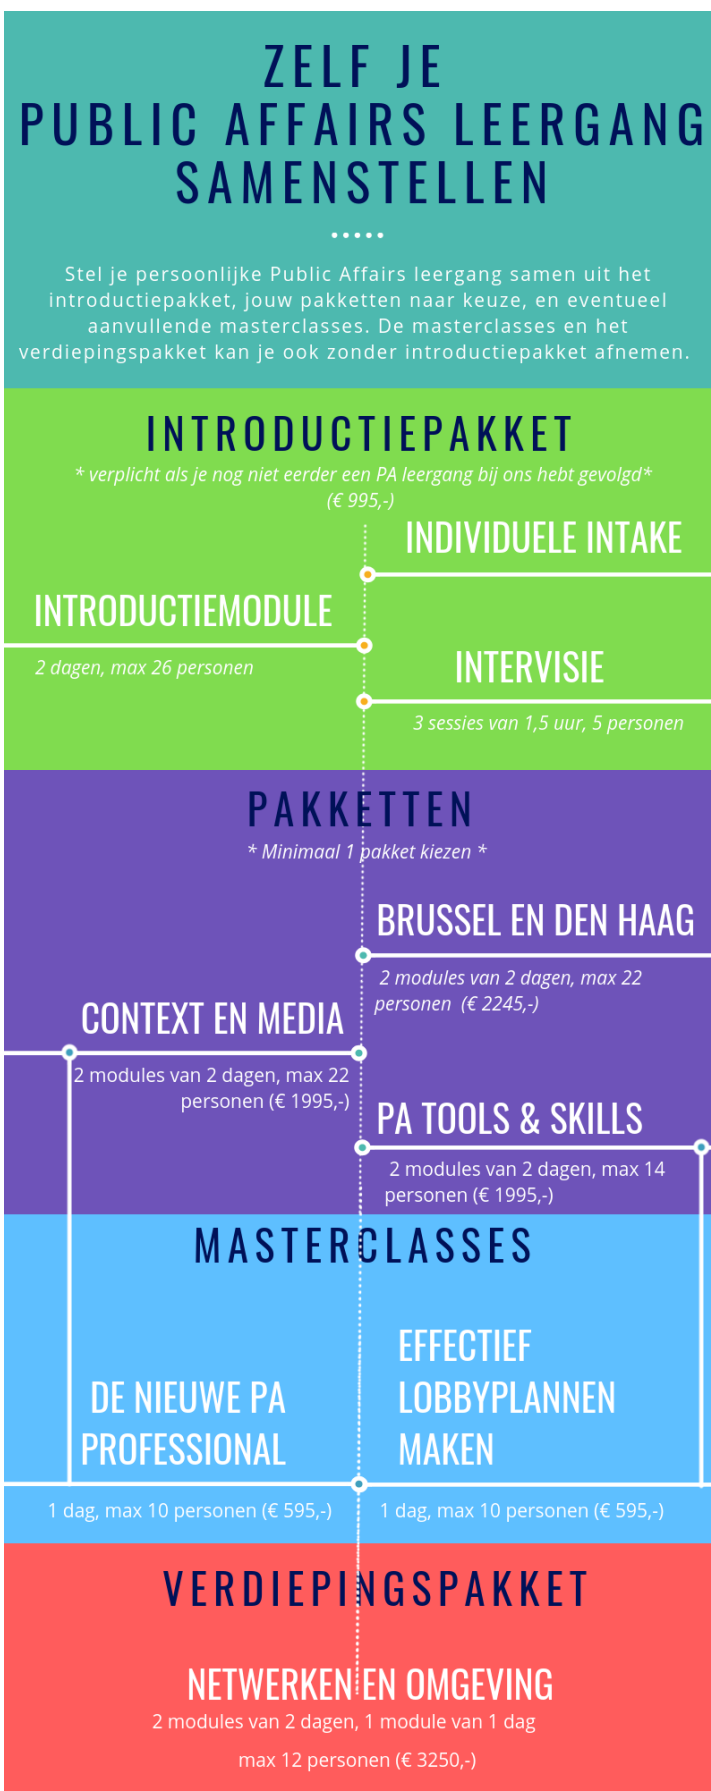 ZELF JE
PUBLIC AFFAIRS LEERGANG
SAMENSTELLEN
Stel je persoonlijke Public Affairs leergang samen uit het
introductiepakket, jouw pakketten naar keuze, en eventueel
aanvullende masterclasses. De masterclasses en het
verdiepingspakket kan je ook zonder introductiepakket afnemen.
INTRODUCTIEPAKKET
* verplicht als je nog niet eerder een PA leergang bij ons hebt gevolgd*
(€ 995,-)
INDIVIDUELE INTAKE
INTRODUCTIEMODULE
2 dagen, max 26 personen
INTERVISIE
3 sessies van 1,5 uur, 5 personen
PAKKETTEN
* Minimaal 1 pakket kiezen *
BRUSSEL EN DEN HAAG
2 modules van 2 dagen, max 22
personen (€ 2245,-)
CONTEXT EN MEDIA
2 modules van 2 dagen, max 22
personen (€ 1995,-)
PA TOOLS & SKILLS
2 modules van 2 dagen, max 14
personen (€ 1995,-)
MASTERCLASSES
DE NIEUWE PA
PROFESSIONAL
1 dag, max 10 personen (€ 595,-)
EFFECTIEF
LOBBYPLANNEN
MAKEN
1 dag, max 10 personen (€ 595,-)
VERDIEPINGSPAKKET
NETWERKEN EN OMGEVING
2 modules van 2 dagen, 1 module van 1 dag
max 12 personen (€ 3250,-)